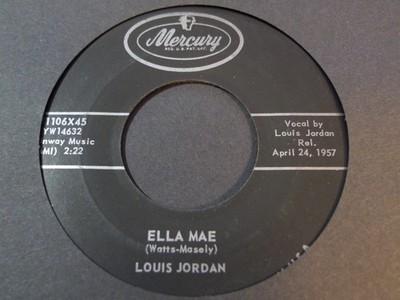 Mercury
REG. U.S. PAT. OFF.
1106X45
YW14632
nway Music
MI) 2:22
Vocal by
Louis Jordan
Rel.
April 24, 1957
ELLA MAE
(Watts-Masely)
LOUIS JORDAN